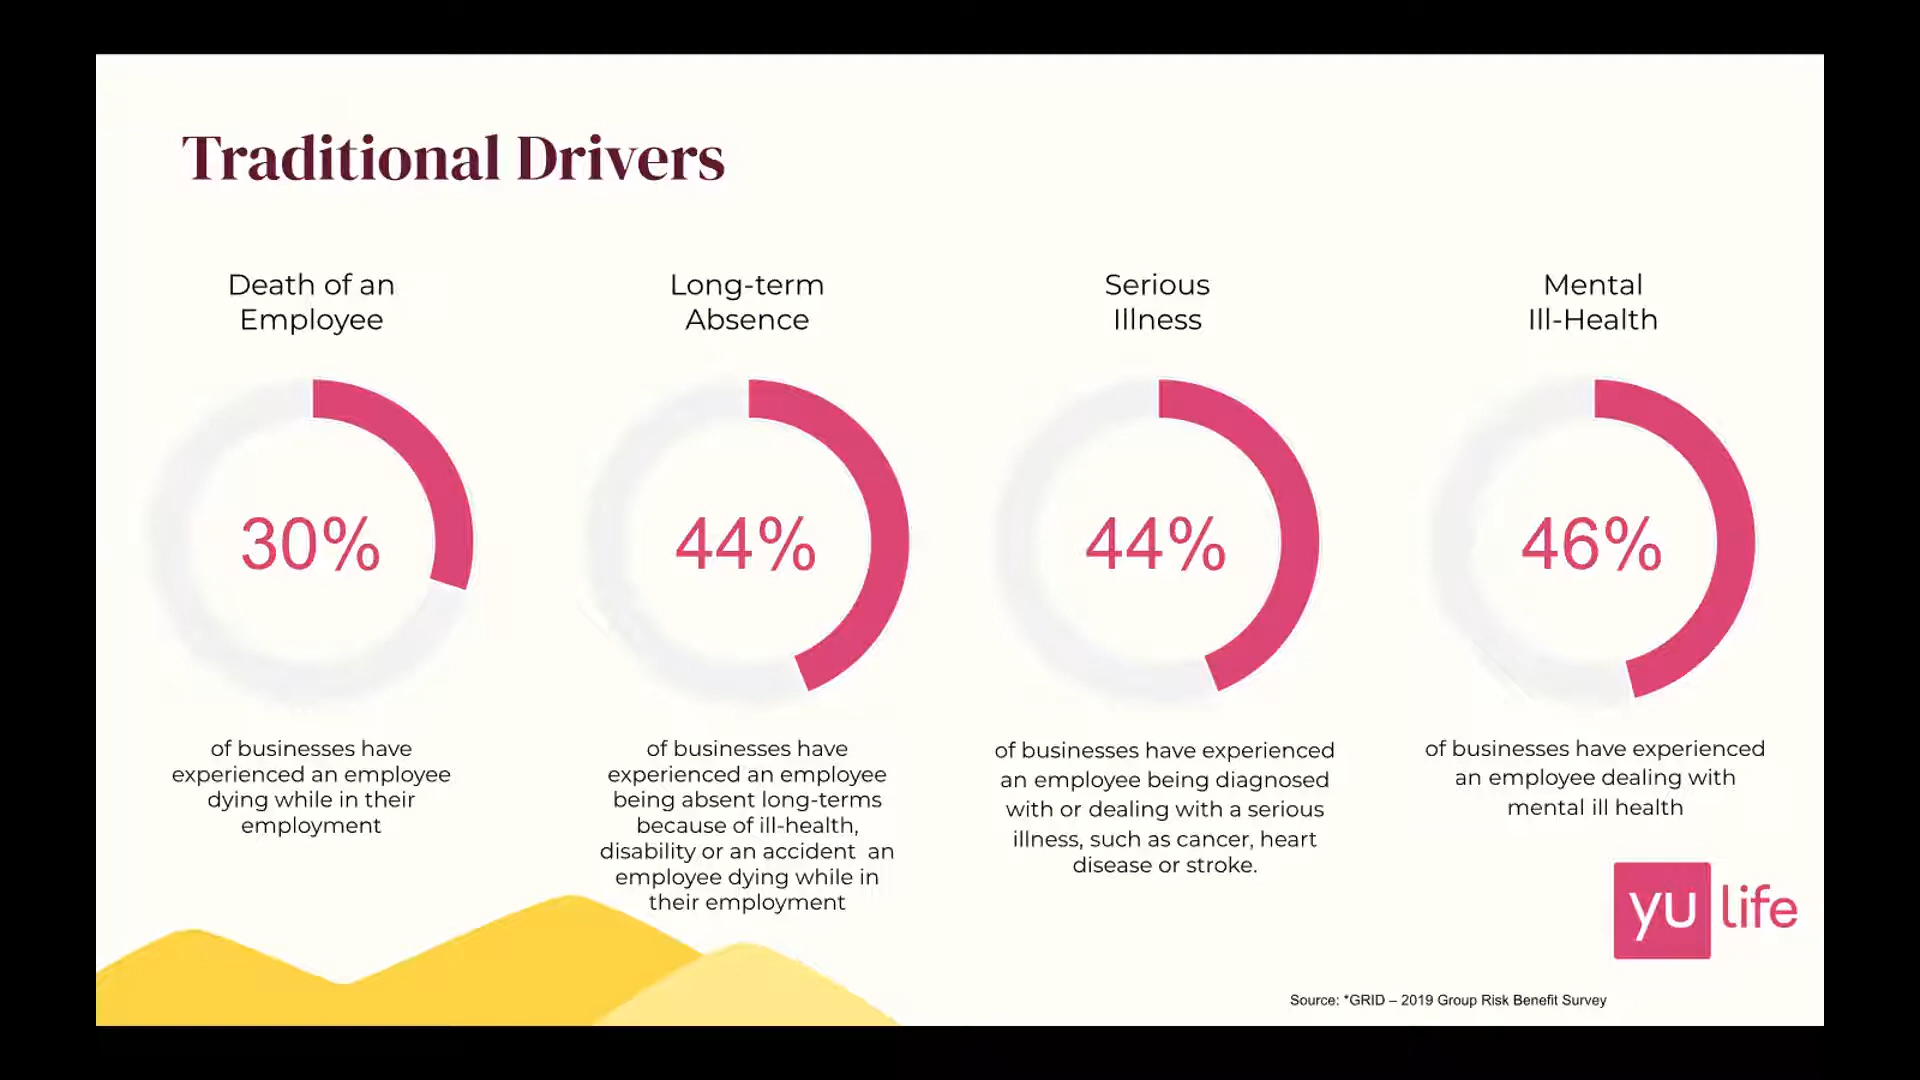 Traditional Drivers
Death of an
Employee
30%
of businesses have
experienced an employee
dying while in their
employment
Long-term
Absence
44%
of businesses have
experienced an employee
being absent long-terms
because of ill-health,
disability or an accident  an
employee dying while in
their employment
Serious
Illness
44%
of businesses have experienced
an employee being diagnosed
with or dealing with a serious
illness, such as cancer, heart
disease or stroke.
Mental
Ill-Health
46%
of businesses have experienced
an employee dealing with
mental ill health
yu life
Source: *GRID – 2019 Group Risk Benefit Survey